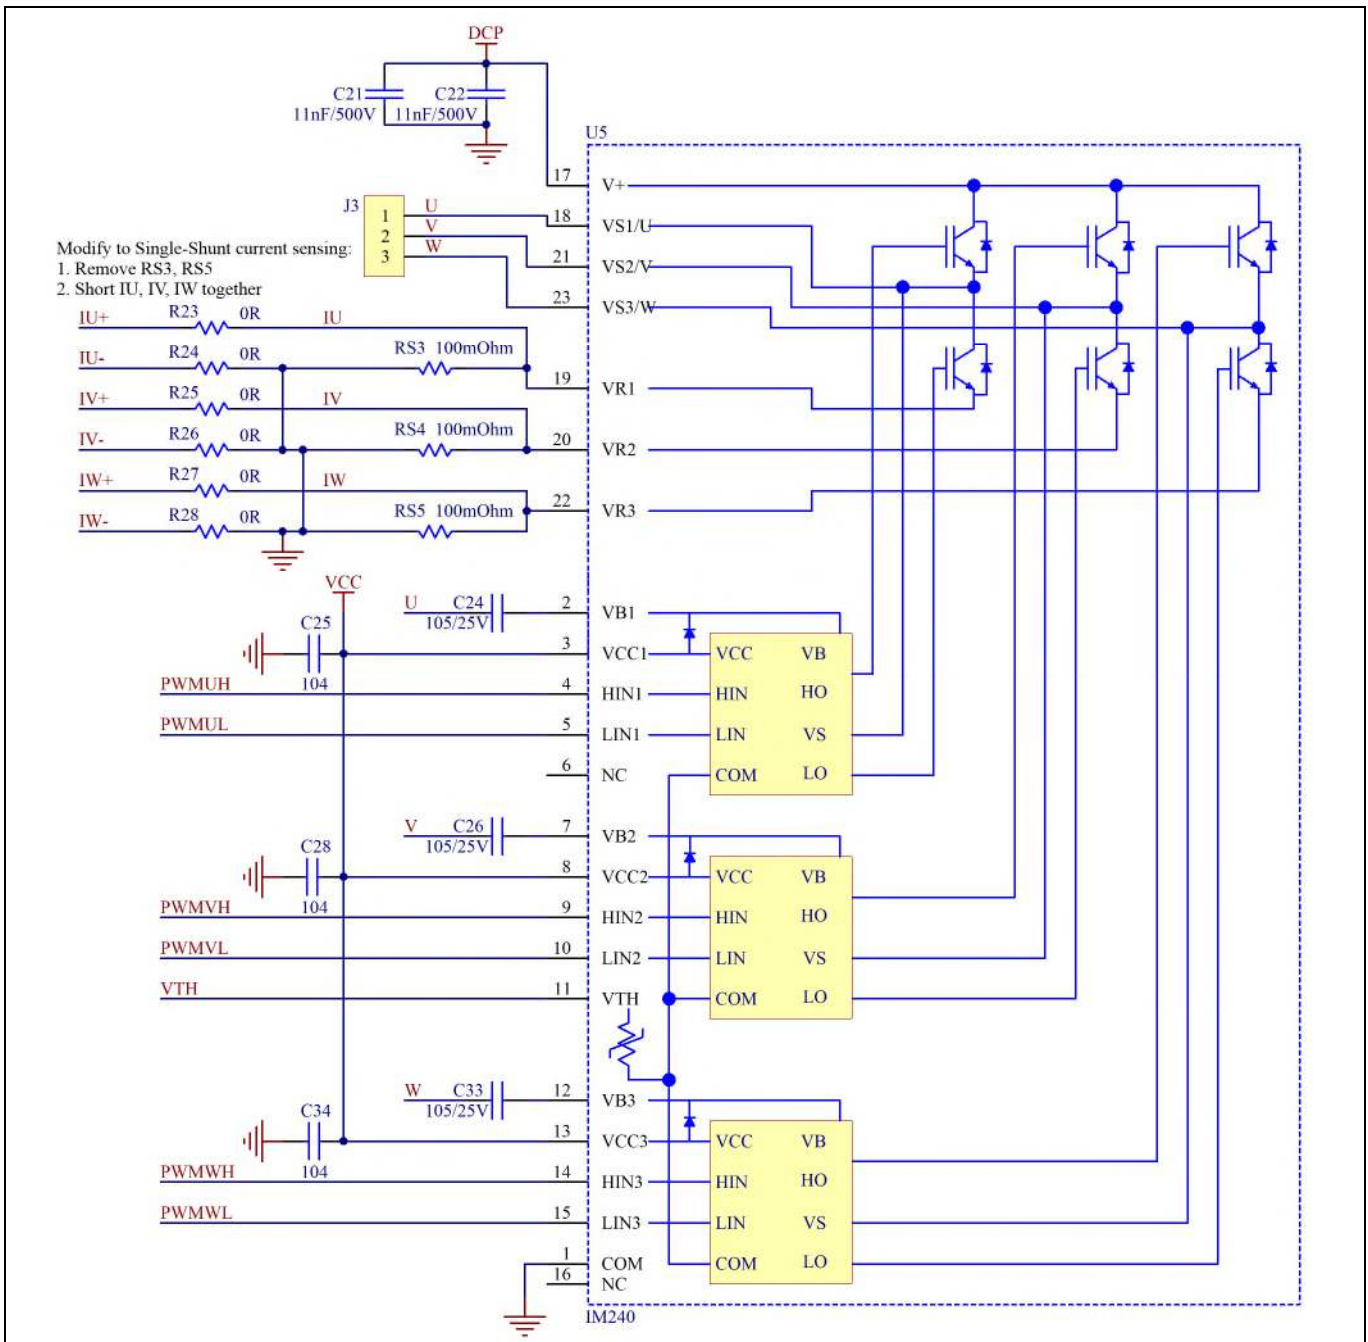 DCP
C21
11nF/500V
C22
11nF/500V
U5
17 V+
J3
1 U
2 V
3 W
18 VS1/U
21 VS2/V
23 VS3/W
Modify to Single-Shunt current sensing:
1. Remove RS3, RS5
2. Short IU, IV, IW together
IU+ R23 0R IU
IU- R24 0R RS3 100mOhm
19 VR1
IV+ R25 0R IV
IV- R26 0R RS4 100mOhm 20 VR2
IW+ R27 0R IW
IW- R28 0R RS5 100mOhm
22 VR3
VCC
U C24 2 VB1
105/25V
C25
104
3 VCC1 VCC VB
PWMUH 4 HIN1 HIN HO
PWMUL 5 LIN1 LIN VS
6 NC COM LO
V C26 7 VB2
105/25V
C28
104
8 VCC2 VCC VB
PWMVH 9 HIN2 HIN HO
PWMVL 10 LIN2 LIN VS
VTH 11 VTH COM LO
W C33 12 VB3
105/25V
C34
104
13 VCC3 VCC VB
PWMWH 14 HIN3 HIN HO
PWMWL 15 LIN3 LIN VS
1 COM COM LO
16 NC
IM240